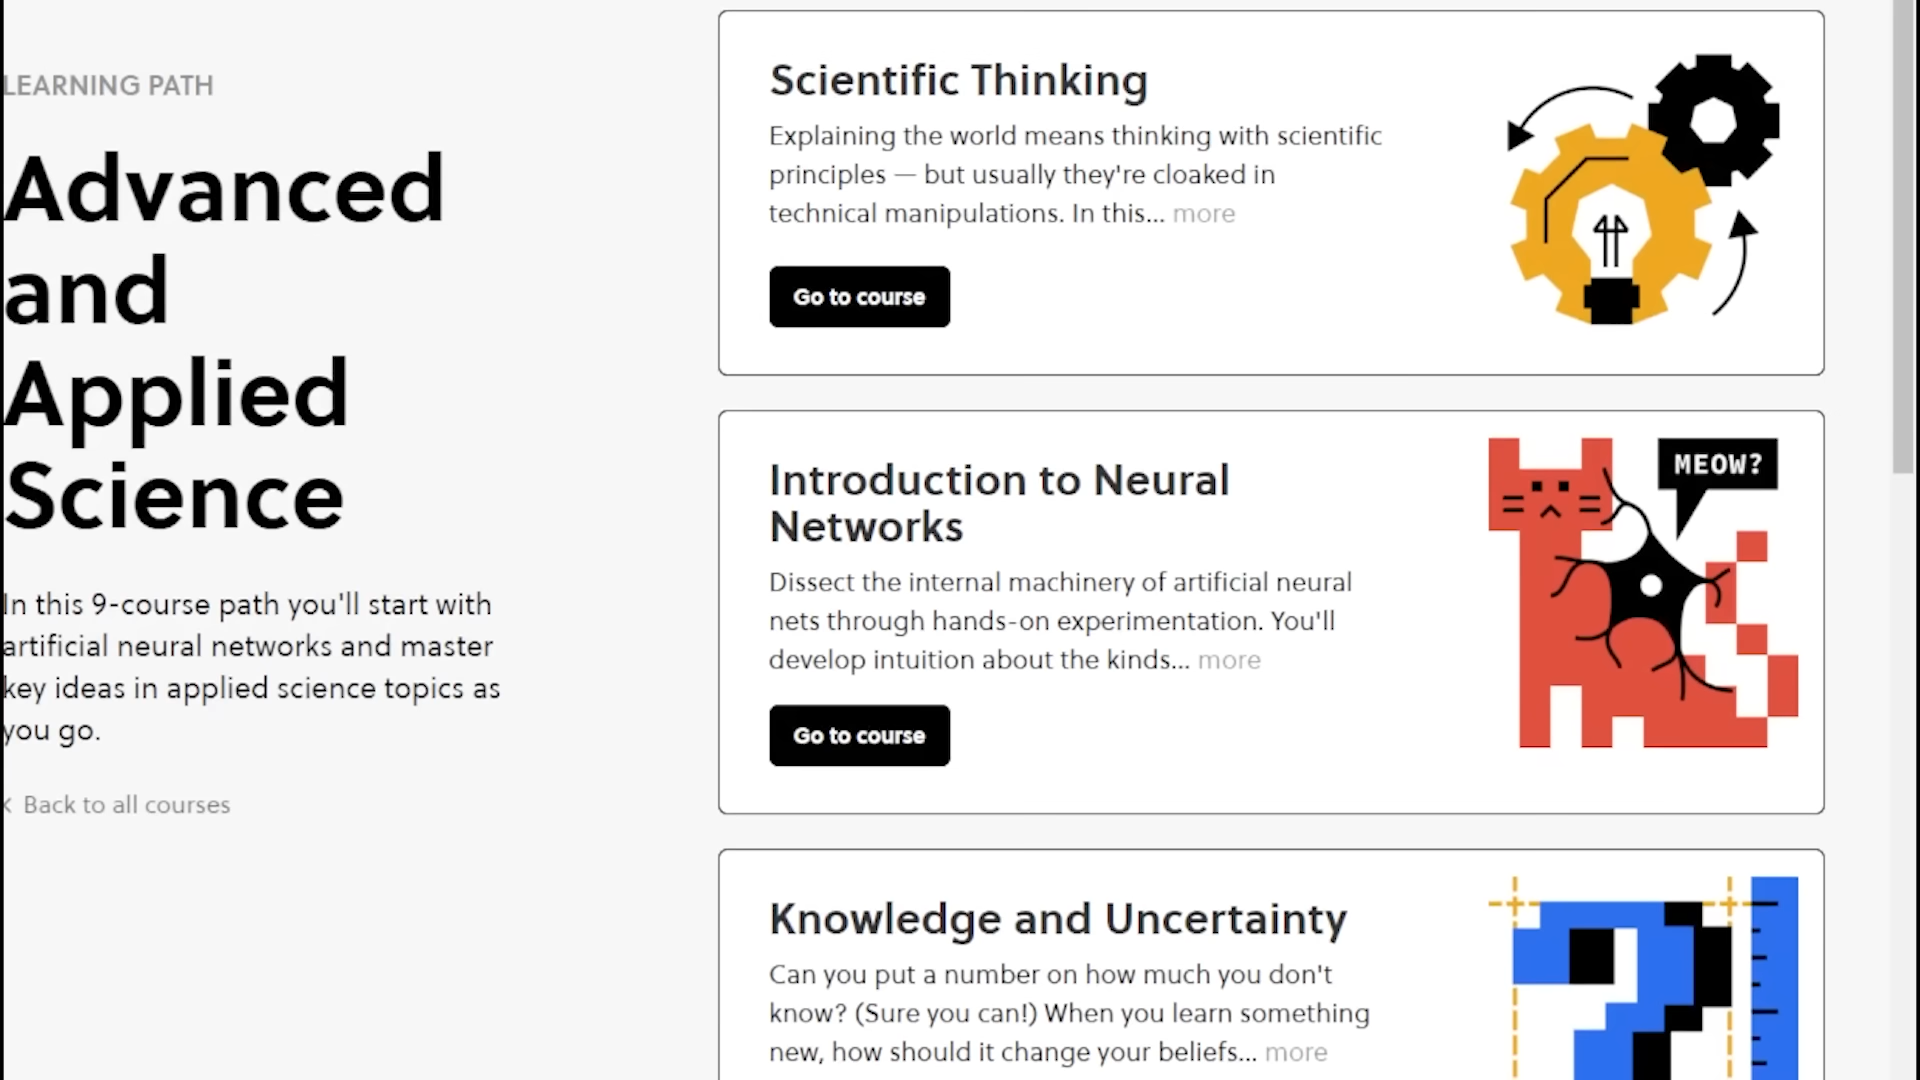 LEARNING PATH
Advanced
and
Applied
Science
In this 9-course path you'll start with
artificial neural networks and master
key ideas in applied science topics as
you go.
Back to all courses
Scientific Thinking
Explaining the world means thinking with scientific
principles — but usually they're cloaked in
technical manipulations. In this... more
Go to course
Introduction to Neural
Networks
Dissect the internal machinery of artificial neural
nets through hands-on experimentation. You'll
develop intuition about the kinds... more
Go to course
MEOW?
Knowledge and Uncertainty
Can you put a number on how much you don't
know? (Sure you can!) When you learn something
new, how should it change your beliefs... more